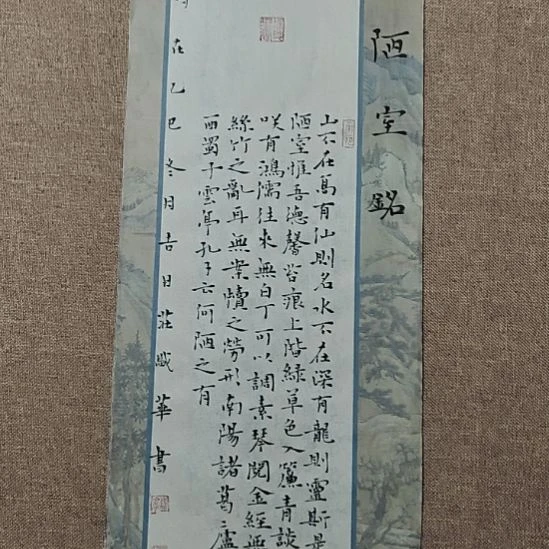 陋室銘
山不在高有仙則名水不在深有龍則靈斯是
陋室惟吾德馨苔痕上階綠草色入簾青談
咲有鴻儒往來無白丁可以調素琴閱金經無
絲竹之亂耳無案牘之勞形南陽諸葛廬
西蜀子雲亭孔子云何陋之有
在乙巳冬月吉日莊華書